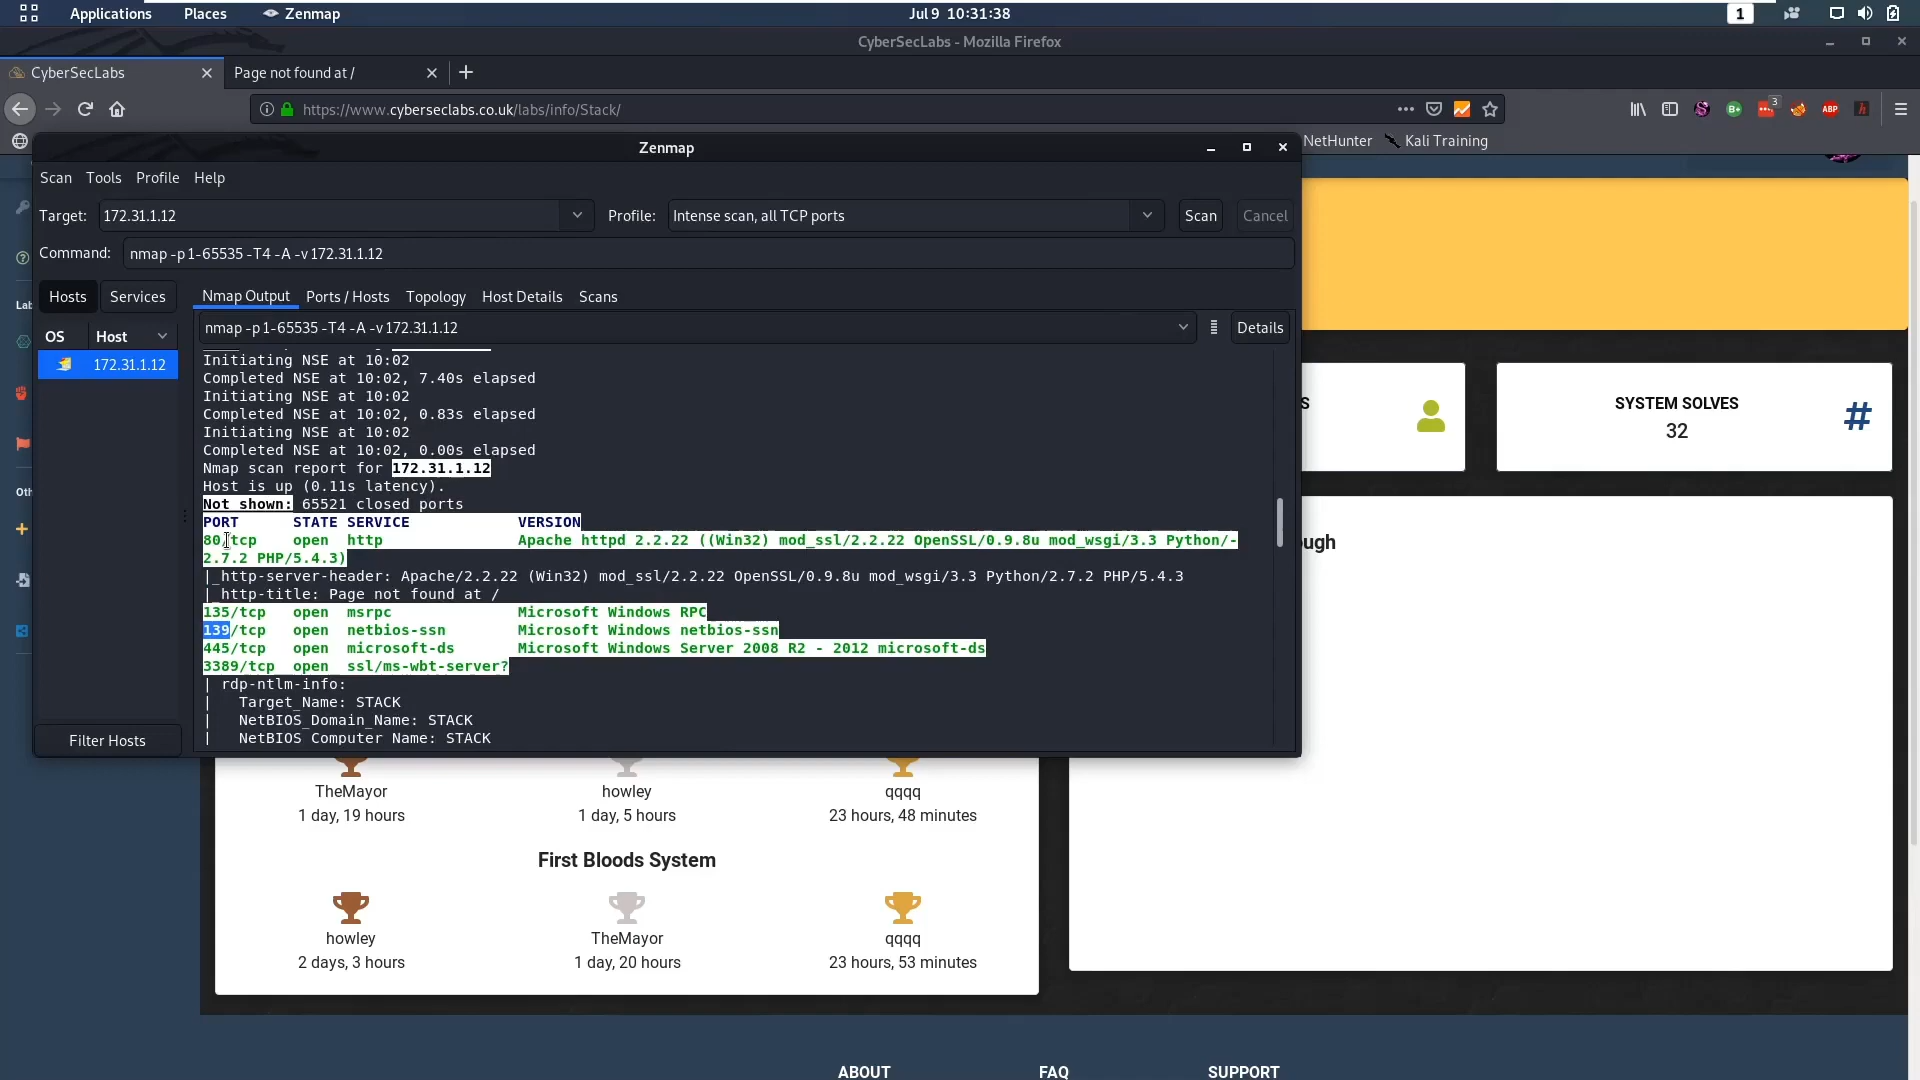 Applications Places Zenmap Jul 9 10:31:38 1
CyberSecLabs - Mozilla Firefox
CyberSecLabs Page not found at /
https://www.cyberseclabs.co.uk/labs/info/Stack/ 3 ABP
NetHunter Kali Training
Zenmap
Scan Tools Profile Help
Target: 172.31.1.12 Profile: Intense scan, all TCP ports Scan Cancel
Command: nmap -p 1-65535 -T4 -A -v 172.31.1.12
Hosts Services Nmap Output Ports / Hosts Topology Host Details Scans
nmap -p 1-65535 -T4 -A -v 172.31.1.12 Details
OS Host
172.31.1.12
Initiating NSE at 10:02
Completed NSE at 10:02, 7.40s elapsed
Initiating NSE at 10:02
Completed NSE at 10:02, 0.83s elapsed
Initiating NSE at 10:02
Completed NSE at 10:02, 0.00s elapsed
Nmap scan report for 172.31.1.12
Host is up (0.11s latency).
Not shown: 65521 closed ports
PORT STATE SERVICE VERSION
80/tcp open http Apache httpd 2.2.22 ((Win32) mod_ssl/2.2.22 OpenSSL/0.9.8u mod_wsgi/3.3 Python/-
2.7.2 PHP/5.4.3)
|_http-server-header: Apache/2.2.22 (Win32) mod_ssl/2.2.22 OpenSSL/0.9.8u mod_wsgi/3.3 Python/2.7.2 PHP/5.4.3
|_http-title: Page not found at /
135/tcp open msrpc Microsoft Windows RPC
139/tcp open netbios-ssn Microsoft Windows netbios-ssn
445/tcp open microsoft-ds Microsoft Windows Server 2008 R2 - 2012 microsoft-ds
3389/tcp open ssl/ms-wbt-server?
| rdp-ntlm-info:
| Target_Name: STACK
| NetBIOS_Domain_Name: STACK
| NetBIOS_Computer_Name: STACK
Filter Hosts
Lab
Oth
S
SYSTEM SOLVES
32
#
ough
TheMayor howley qqqq
1 day, 19 hours 1 day, 5 hours 23 hours, 48 minutes
First Bloods System
howley TheMayor qqqq
2 days, 3 hours 1 day, 20 hours 23 hours, 53 minutes
ABOUT FAQ SUPPORT